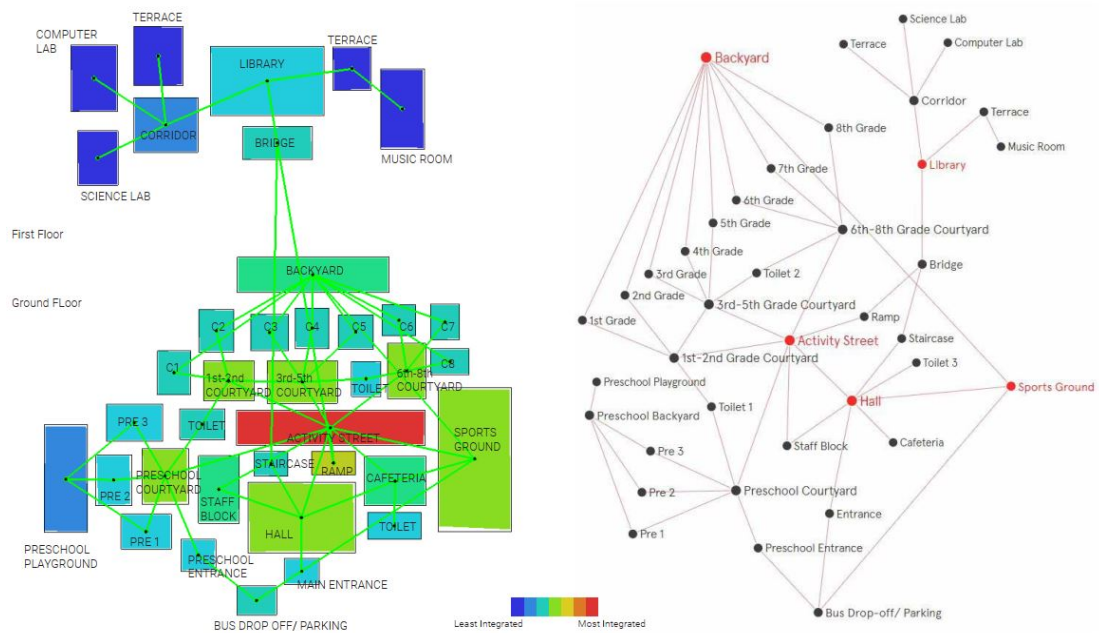 TERRACE
COMPUTER
LAB
TERRACE
LIBRARY
CORRIDOR
BRIDGE
MUSIC ROOM
SCIENCE LAB
First Floor
BACKYARD
Ground FLoor
C2
C3
C4
C5
C6
C7
C1
C8
1st-2nd
COURTYARD
3rd-5th
COURTYARD
TOILET
6th-8th
COURTYARD
PRE 3
TOILET
ACTIVITY STREET
SPORTS
GROUND
STAIRCASE
RAMP
PRE 2
PRESCHOOL
COURTYARD
STAFF
BLOCK
CAFETERIA
PRE 1
HALL
TOILET
PRESCHOOL
PLAYGROUND
PRESCHOOL
ENTRANCE
MAIN ENTRANCE
BUS DROP OFF/ PARKING
Least Integrated
Most Integrated
Science Lab
Terrace
Computer Lab
Backyard
Corridor
Terrace
8th Grade
Music Room
Library
7th Grade
6th Grade
5th Grade
6th-8th Grade Courtyard
4th Grade
Bridge
3rd Grade
Toilet 2
2nd Grade
3rd-5th Grade Courtyard
1st Grade
Ramp
Activity Street
Staircase
1st-2nd Grade Courtyard
Toilet 3
Preschool Playground
Sports Ground
Hall
Toilet 1
Preschool Backyard
Staff Block
Cafeteria
Pre 3
Pre 2
Preschool Courtyard
Entrance
Pre 1
Preschool Entrance
Bus Drop-off/ Parking